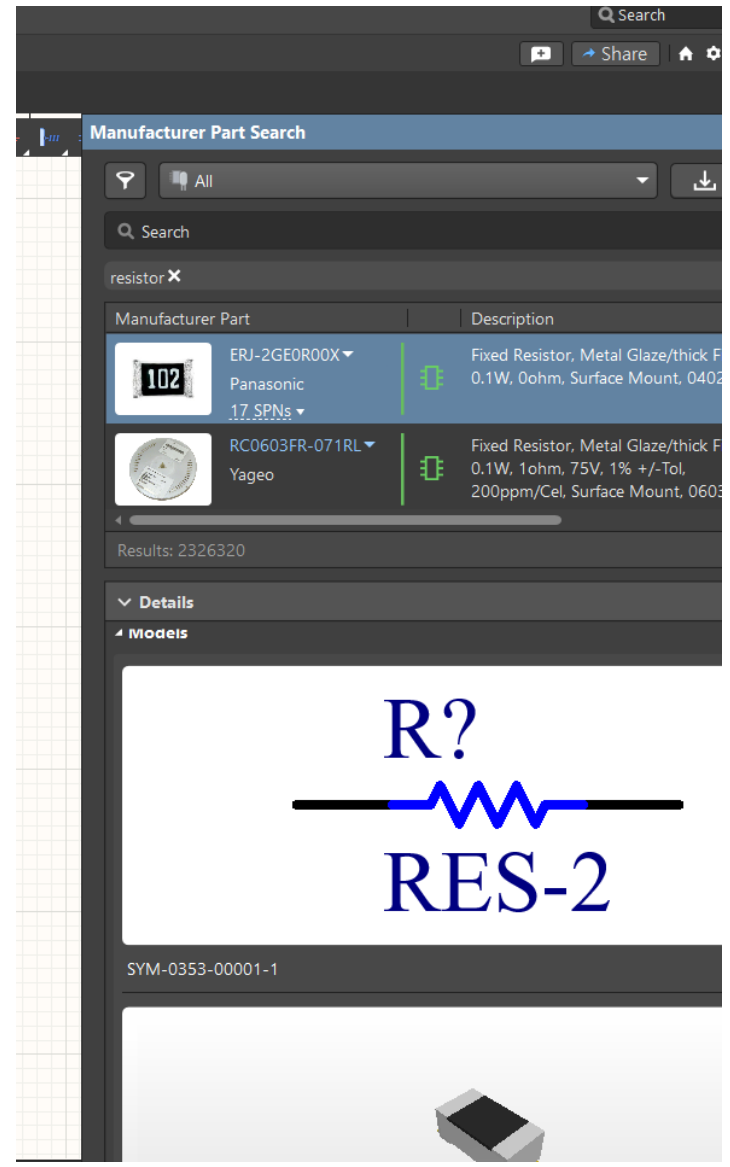 Search
Share
Manufacturer Part Search
All
Search
resistor
Manufacturer Part
Description
102
ERJ-2GE0R00X
Panasonic
17 SPNs
Fixed Resistor, Metal Glaze/thick F
0.1W, 0ohm, Surface Mount, 0402
RC0603FR-071RL
Yageo
Fixed Resistor, Metal Glaze/thick F
0.1W, 1ohm, 75V, 1% +/-Tol,
200ppm/Cel, Surface Mount, 0603
Results: 2326320
Details
Models
R?
RES-2
SYM-0353-00001-1